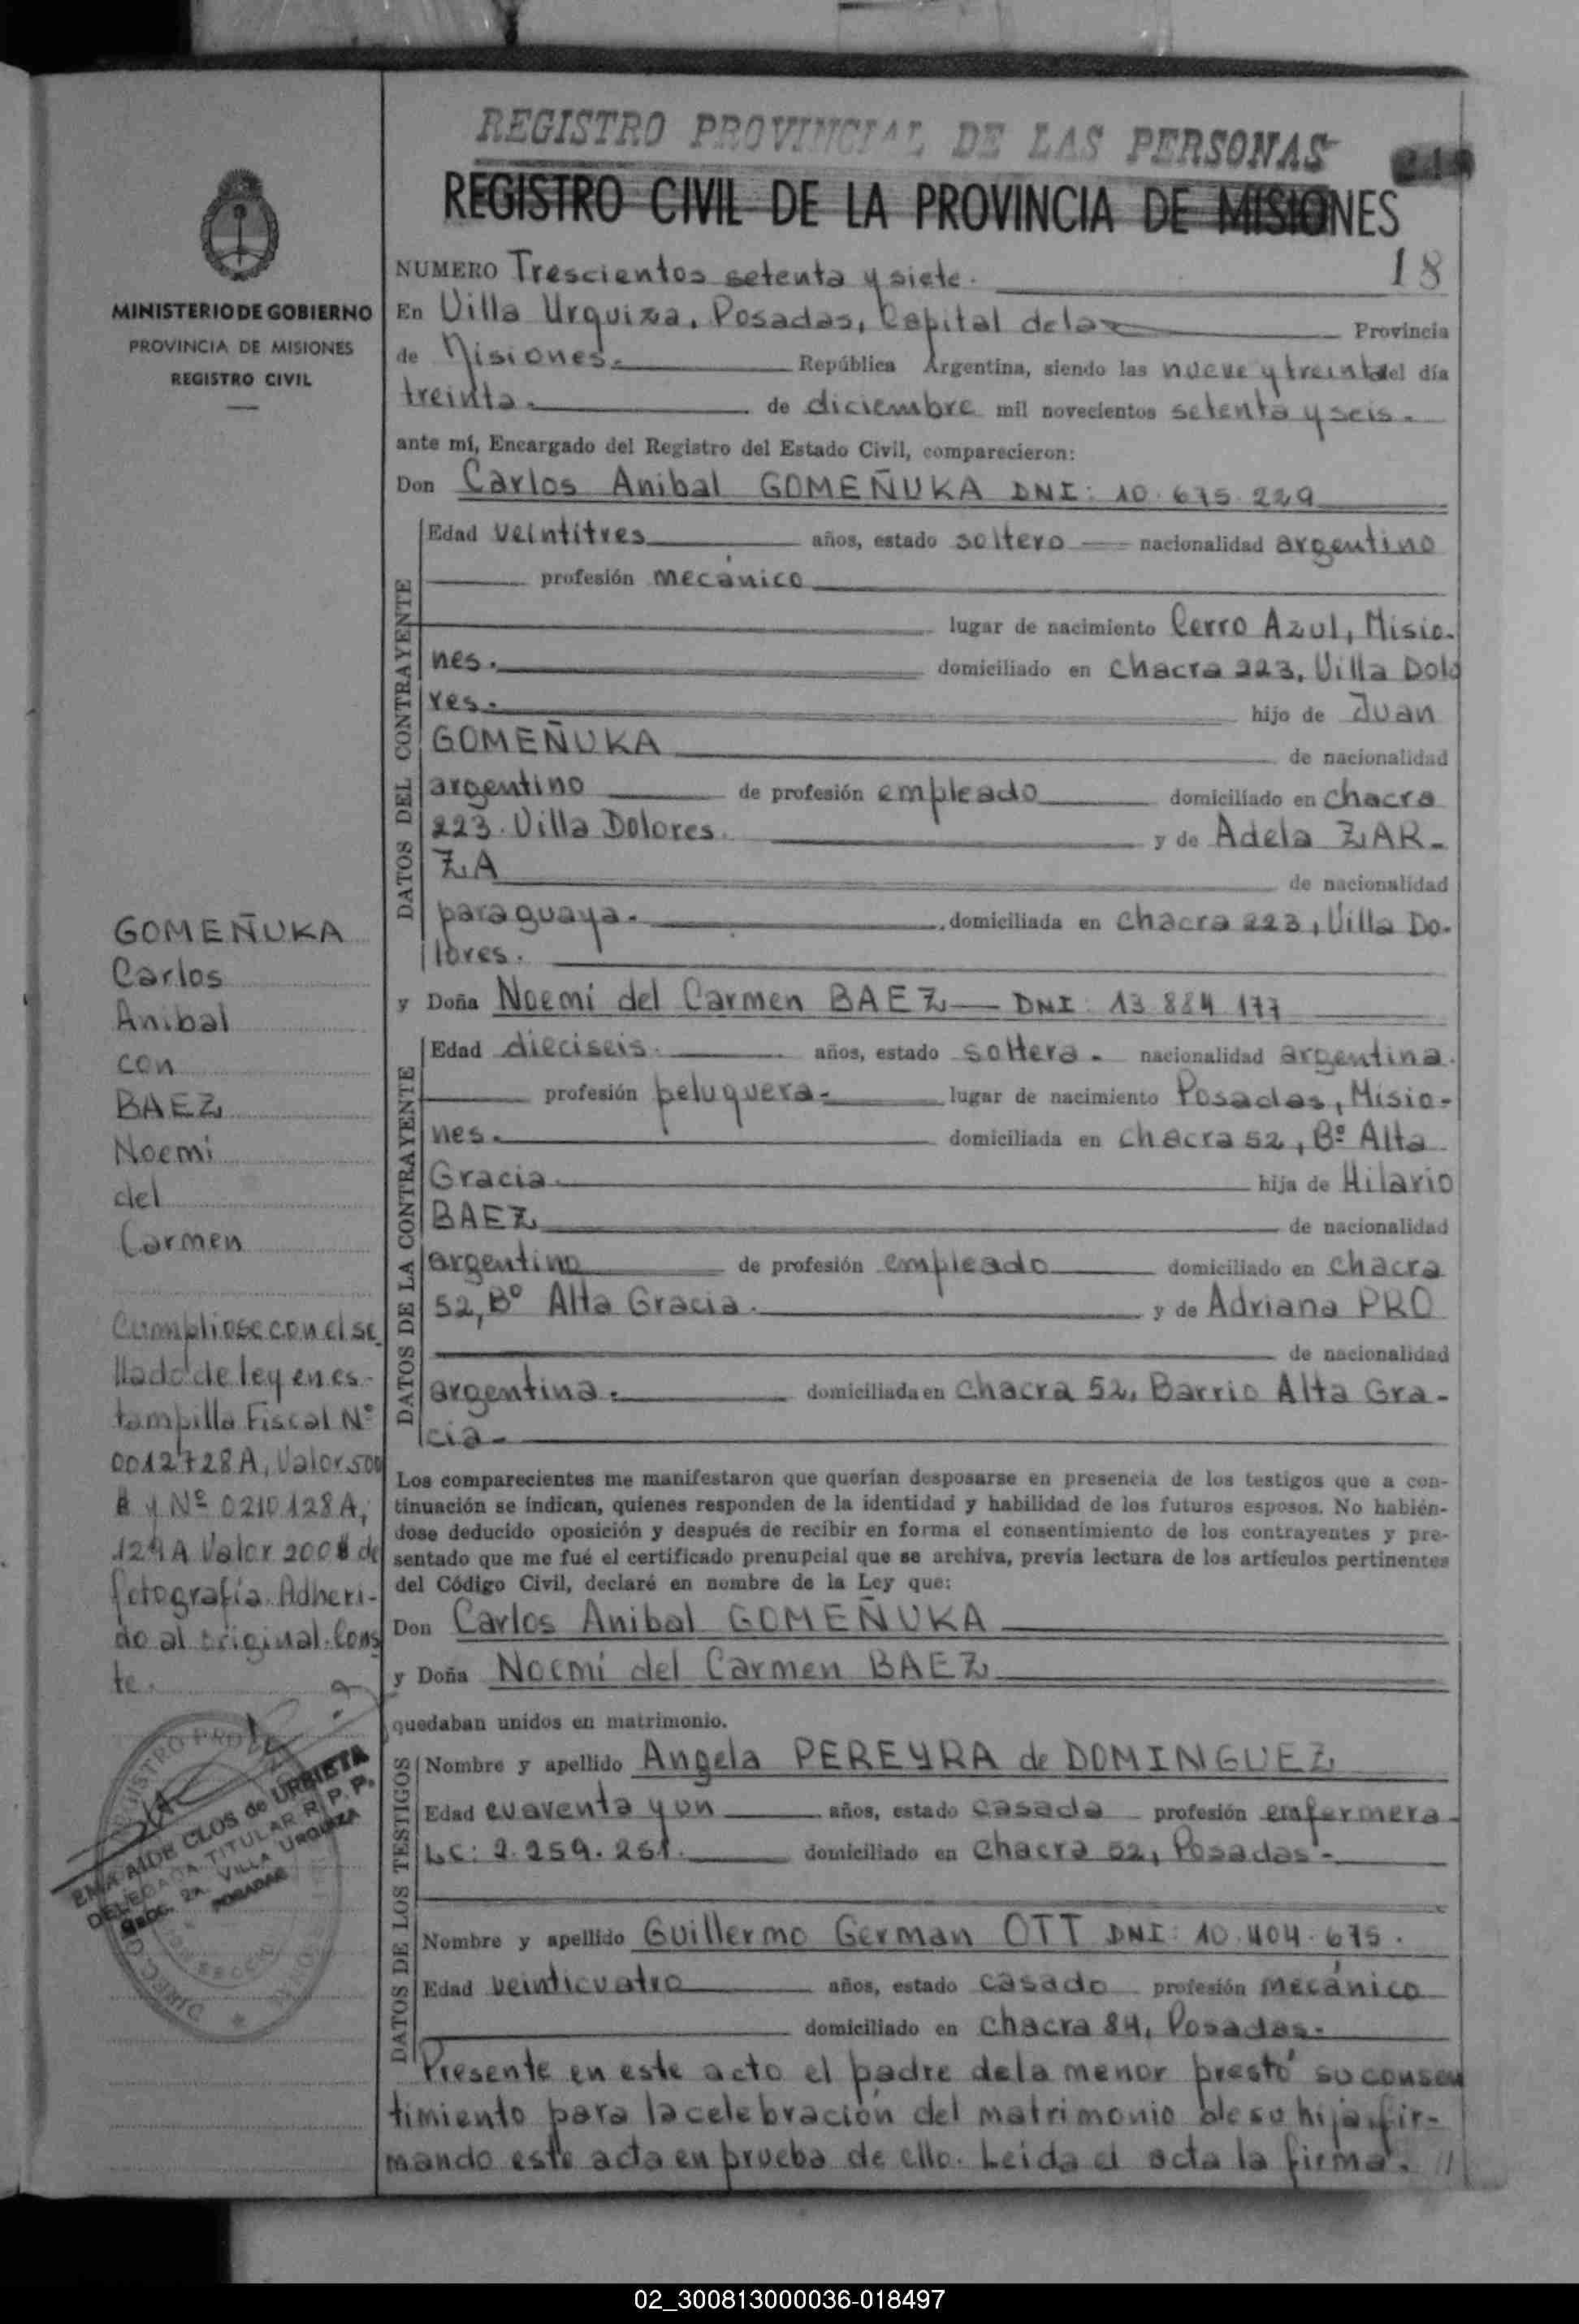 REGISTRO PROVINCIAL DE LAS PERSONAS
REGISTRO CIVIL DE LA PROVINCIA DE MISIONES
18
MINISTERIO DE GOBIERNO
PROVINCIA DE MISIONES
REGISTRO CIVIL
NUMERO Trescientos setenta y siete.
En Villa Urquiza, Posadas, Capital de la Provincia
de Misiones. República Argentina, siendo las nueve y treinta del día
treinta. de diciembre mil novecientos setenta y seis.
ante mí, Encargado del Registro del Estado Civil, comparecieron:
Don Carlos Anibal GOMEÑUKA DNI: 10.675.229
DATOS DEL CONTRAYENTE
Edad veintitres años, estado soltero nacionalidad argentino
profesión mecánico
lugar de nacimiento Cerro Azul, Misio-
nes. domiciliado en chacra 223, Villa Dolo
res. hijo de Juan
GOMEÑUKA de nacionalidad
argentino de profesión empleado domiciliado en chacra
223. Villa Dolores. y de Adela ZAR-
ZA de nacionalidad
paraguaya. domiciliada en chacra 223, Villa Do-
lores.
y Doña Noemí del Carmen BAEZ DNI: 13.884.177
DATOS DE LA CONTRAYENTE
Edad dieciseis. años, estado soltera. nacionalidad argentina.
profesión peluquera. lugar de nacimiento Posadas, Misio-
nes. domiciliada en chacra 52, Bº Alta
Gracia. hija de Hilario
BAEZ de nacionalidad
argentino de profesión empleado domiciliado en chacra
52, Bº Alta Gracia. y de Adriana PRO
de nacionalidad
argentina. domiciliada en chacra 52, Barrio Alta Gra-
cia.
Los comparecientes me manifestaron que querían desposarse en presencia de los testigos que a con-
tinuación se indican, quienes responden de la identidad y habilidad de los futuros esposos. No habién-
dose deducido oposición y después de recibir en forma el consentimiento de los contrayentes y pre-
sentado que me fué el certificado prenupcial que se archiva, previa lectura de los artículos pertinentes
del Código Civil, declaré en nombre de la Ley que:
Don Carlos Anibal GOMEÑUKA
y Doña Noemí del Carmen BAEZ
quedaban unidos en matrimonio.
DATOS DE LOS TESTIGOS
Nombre y apellido Angela PEREYRA de DOMINGUEZ
Edad cuarenta y un años, estado casada profesión enfermera.
LC: 2.259.251. domiciliado en chacra 52, Posadas.
Nombre y apellido Guillermo German OTT DNI: 10.404.675.
Edad veinticuatro años, estado casado profesión mecánico
domiciliado en chacra 84, Posadas.
Presente en este acto el padre de la menor prestó su consen
timiento para la celebración del matrimonio de su hija, fir-
mando este acta en prueba de ello. Leida el acta la firma. //
GOMEÑUKA
Carlos
Anibal
con
BAEZ
Noemi
del
Carmen
Cumpliose con el se
llado de ley en es-
tampilla Fiscal Nº
0012728A, Valor 500
$ y Nº 0210128A,
129A Valor 200$ de
fotografía. Adheri-
do al original. Cons
te.
EMA AIDE CLOS de URBIETA
DELEGADA TITULAR R. P. P.
SECC. 2A. VILLA URQUIZA
POSADAS
02_300813000036-018497